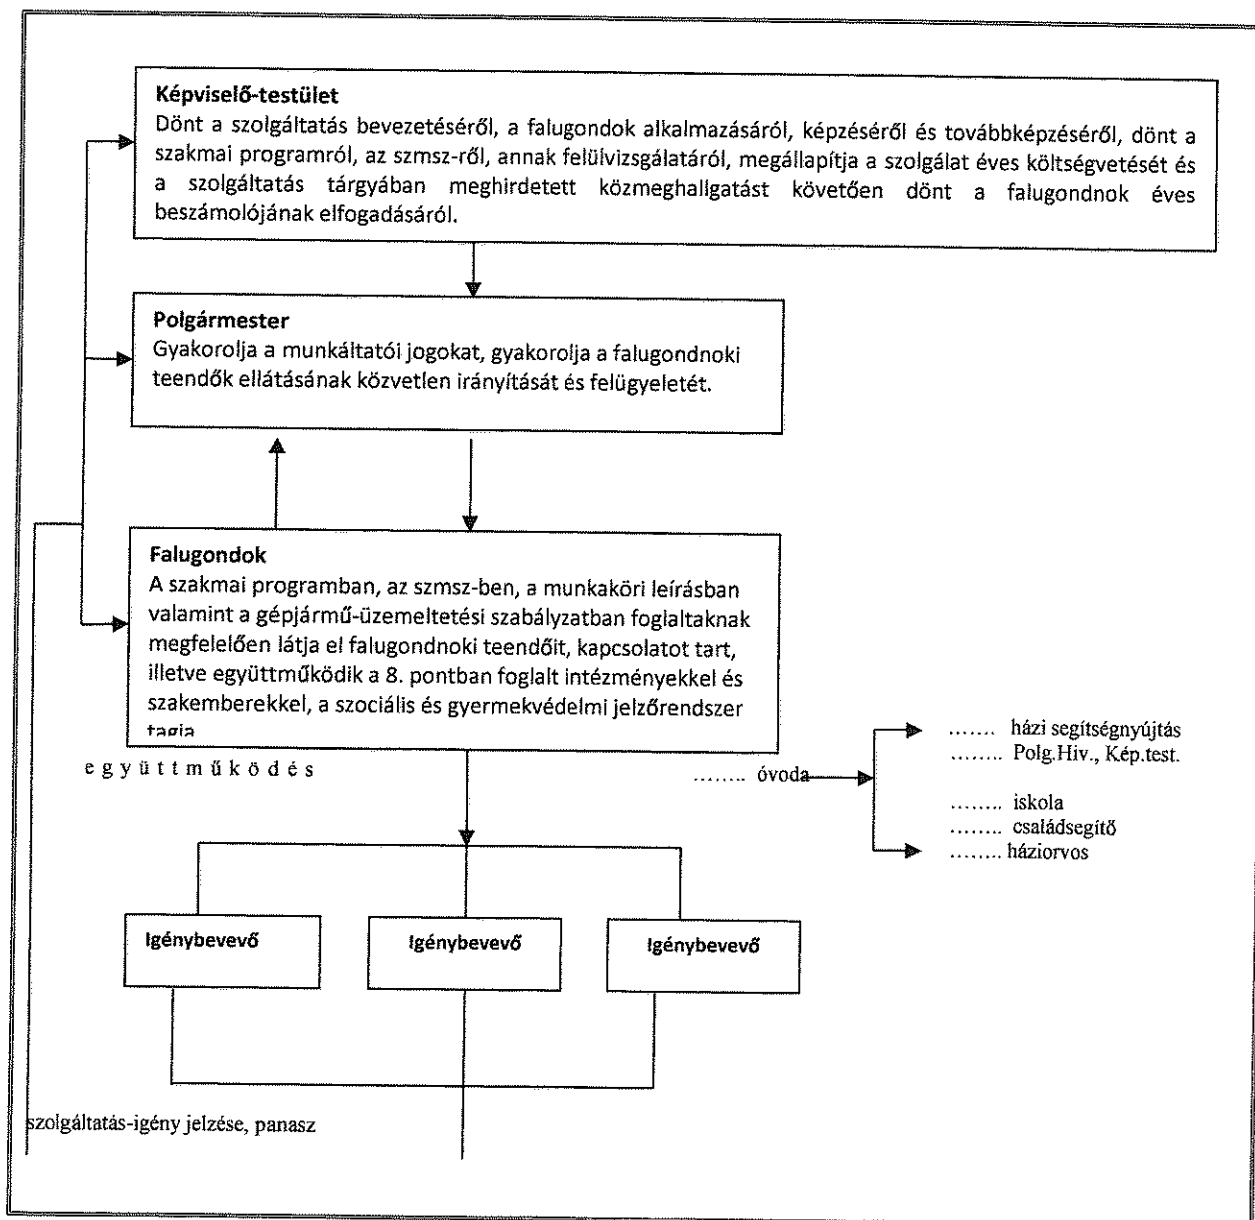 Képviselő-testület
Dönt a szolgáltatás bevezetéséről, a falugondok alkalmazásáról, képzéséről és továbbképzéséről, dönt a
szakmai programról, az szmsz-ről, annak felülvizsgálatáról, megállapítja a szolgálat éves költségvetését és
a szolgáltatás tárgyában meghirdetett közmeghallgatást követően dönt a falugondnok éves
beszámolójának elfogadásáról.
Polgármester
Gyakorolja a munkáltatói jogokat, gyakorolja a falugondnoki
teendők ellátásának közvetlen irányítását és felügyeletét.
Falugondok
A szakmai programban, az szmsz-ben, a munkaköri leírásban
valamint a gépjármű-üzemeltetési szabályzatban foglaltaknak
megfelelően látja el falugondnoki teendőit, kapcsolatot tart,
illetve együttműködik a 8. pontban foglalt intézményekkel és
szakemberekkel, a szociális és gyermekvédelmi jelzőrendszer
tagja
e g y ü t t m ű k ö d é s
........ óvoda
....... házi segítségnyújtás
........ Polg.Hiv., Kép.test.
........ iskola
........ családsegítő
........ háziorvos
Igénybevevő
Igénybevevő
Igénybevevő
szolgáltatás-igény jelzése, panasz